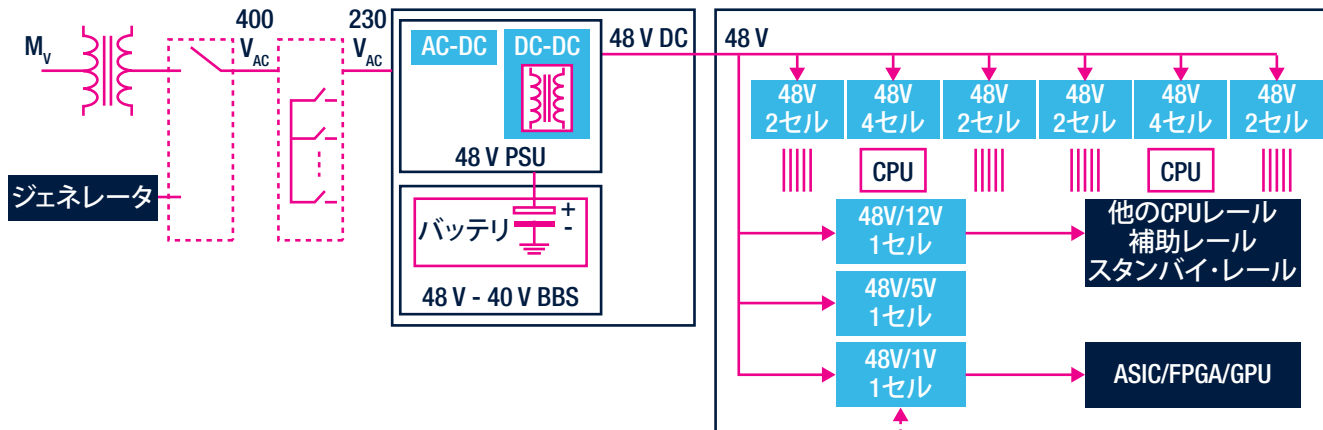 M_V
400
V_AC
230
V_AC
AC-DC
DC-DC
48 V PSU
48 V DC
48 V
ジェネレータ
バッテリ
+
-
48 V - 40 V BBS
48V
2セル
48V
4セル
48V
2セル
48V
2セル
48V
4セル
48V
2セル
CPU
CPU
48V/12V
1セル
他のCPUレール
補助レール
スタンバイ・レール
48V/5V
1セル
48V/1V
1セル
ASIC/FPGA/GPU